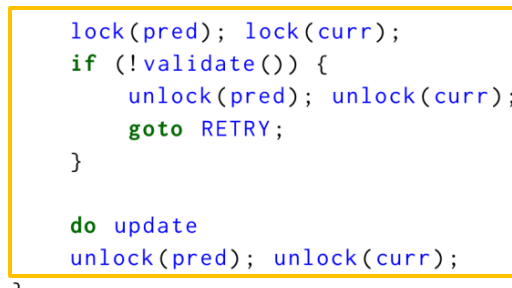 lock(pred); lock(curr);
if (!validate()) {
unlock(pred); unlock(curr);
goto RETRY;
}
do update
unlock(pred); unlock(curr);
}